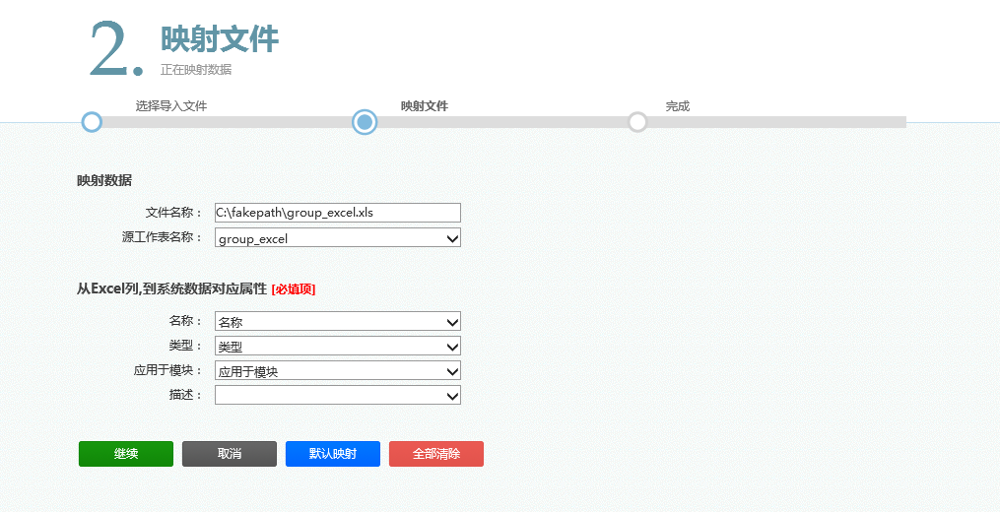 2. 映射文件
正在映射数据
选择导入文件 映射文件 完成
映射数据
文件名称： C:\fakepath\group_excel.xls
源工作表名称： group_excel
从Excel列,到系统数据对应属性 [必填项]
名称： 名称
类型： 类型
应用于模块： 应用于模块
描述：
继续 取消 默认映射 全部清除